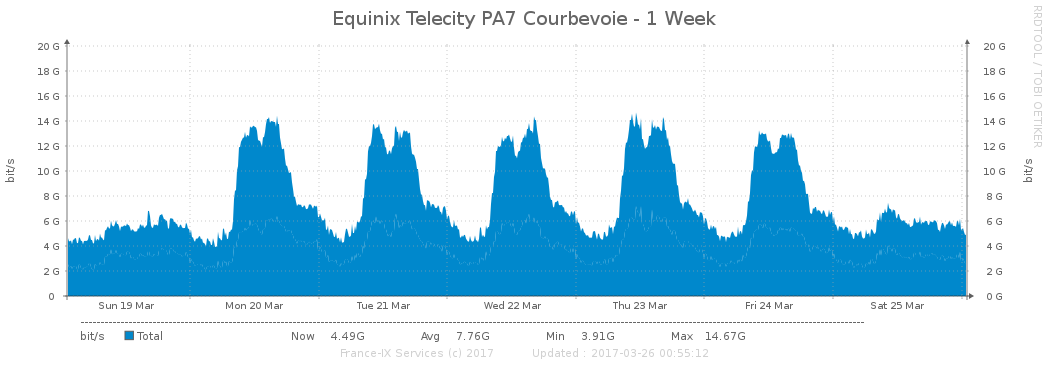 Equinix Telecity PA7 Courbevoie - 1 Week
RRDTOOL / TOBI OETIKER
bit/s
bit/s
20 G 20 G
18 G 18 G
16 G 16 G
14 G 14 G
12 G 12 G
10 G 10 G
8 G 8 G
6 G 6 G
4 G 4 G
2 G 2 G
0 0 G
Sun 19 Mar Mon 20 Mar Tue 21 Mar Wed 22 Mar Thu 23 Mar Fri 24 Mar Sat 25 Mar
bit/s Total Now 4.49G Avg 7.76G Min 3.91G Max 14.67G
France-IX Services (c) 2017 Updated : 2017-03-26 00:55:12